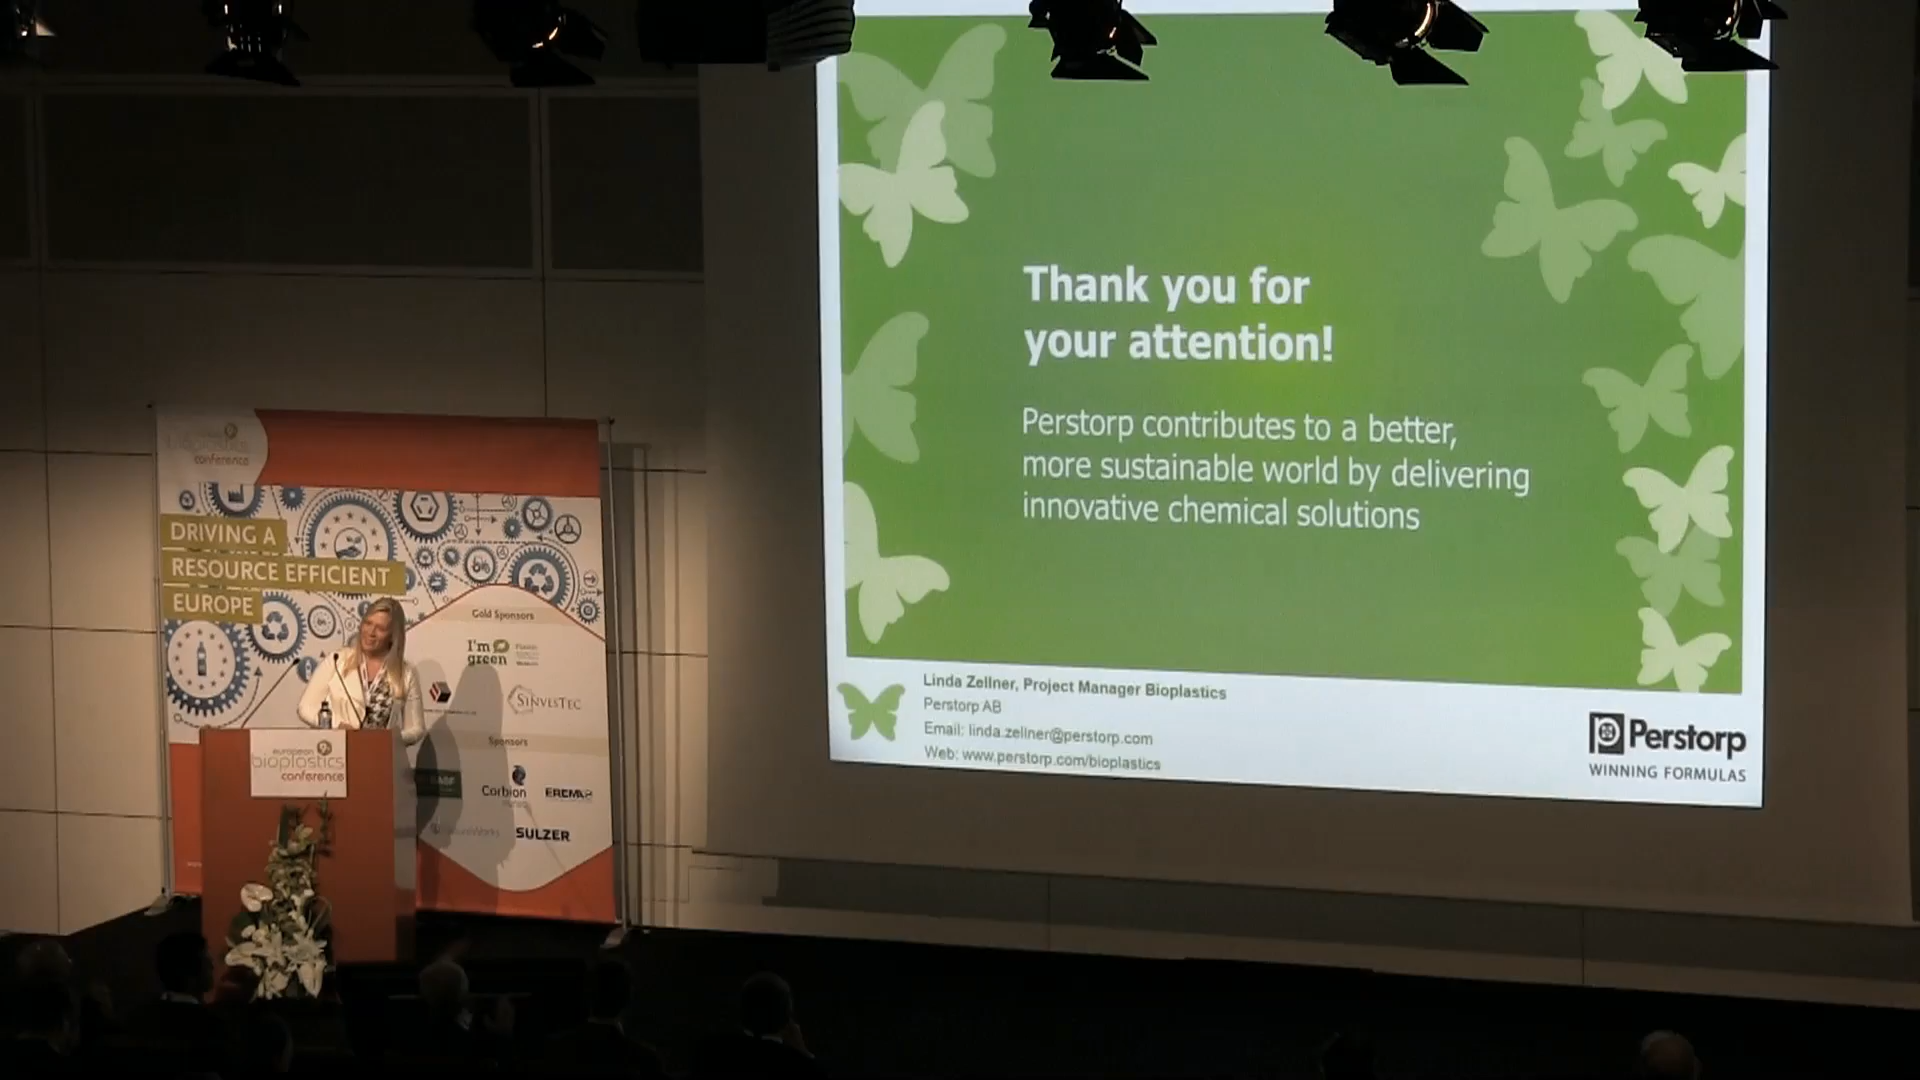 Thank you for
your attention!
Perstorp contributes to a better,
more sustainable world by delivering
innovative chemical solutions
Linda Zellner, Project Manager Bioplastics
Perstorp AB
Email: linda.zellner@perstorp.com
Web: www.perstorp.com/bioplastics
Perstorp
WINNING FORMULAS
conference
DRIVING A
RESOURCE EFFICIENT
EUROPE
Gold Sponsors
I'm
green
SINVESTEC
Sponsors
BASF
Corbion
EREMA
SULZER
european
bioplastics
conference